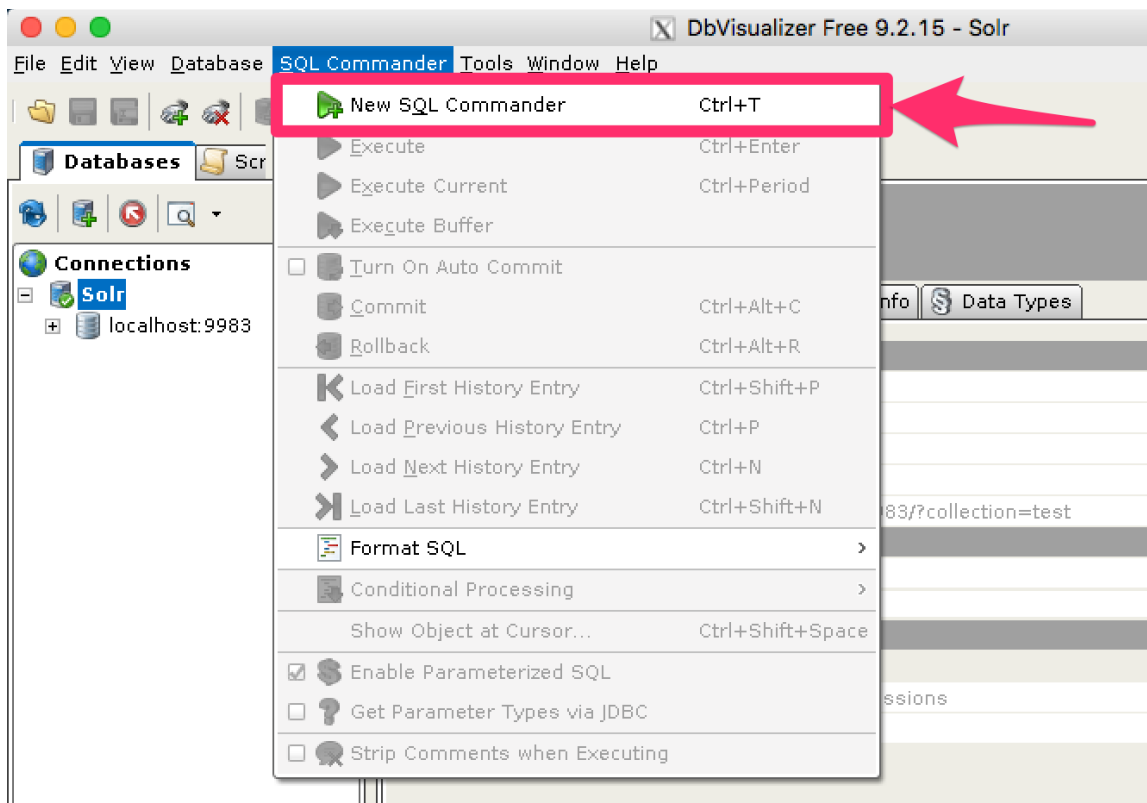 DbVisualizer Free 9.2.15 - Solr
File Edit View Database SQL Commander Tools Window Help
New SQL Commander Ctrl+T
Execute Ctrl+Enter
Databases Scr
Execute Current Ctrl+Period
Execute Buffer
Connections
Turn On Auto Commit
Solr
Commit Ctrl+Alt+C
nfo Data Types
localhost:9983
Rollback Ctrl+Alt+R
Load First History Entry Ctrl+Shift+P
Load Previous History Entry Ctrl+P
Load Next History Entry Ctrl+N
Load Last History Entry Ctrl+Shift+N
983/?collection=test
Format SQL
Conditional Processing
Show Object at Cursor... Ctrl+Shift+Space
Enable Parameterized SQL
ssions
Get Parameter Types via JDBC
Strip Comments when Executing